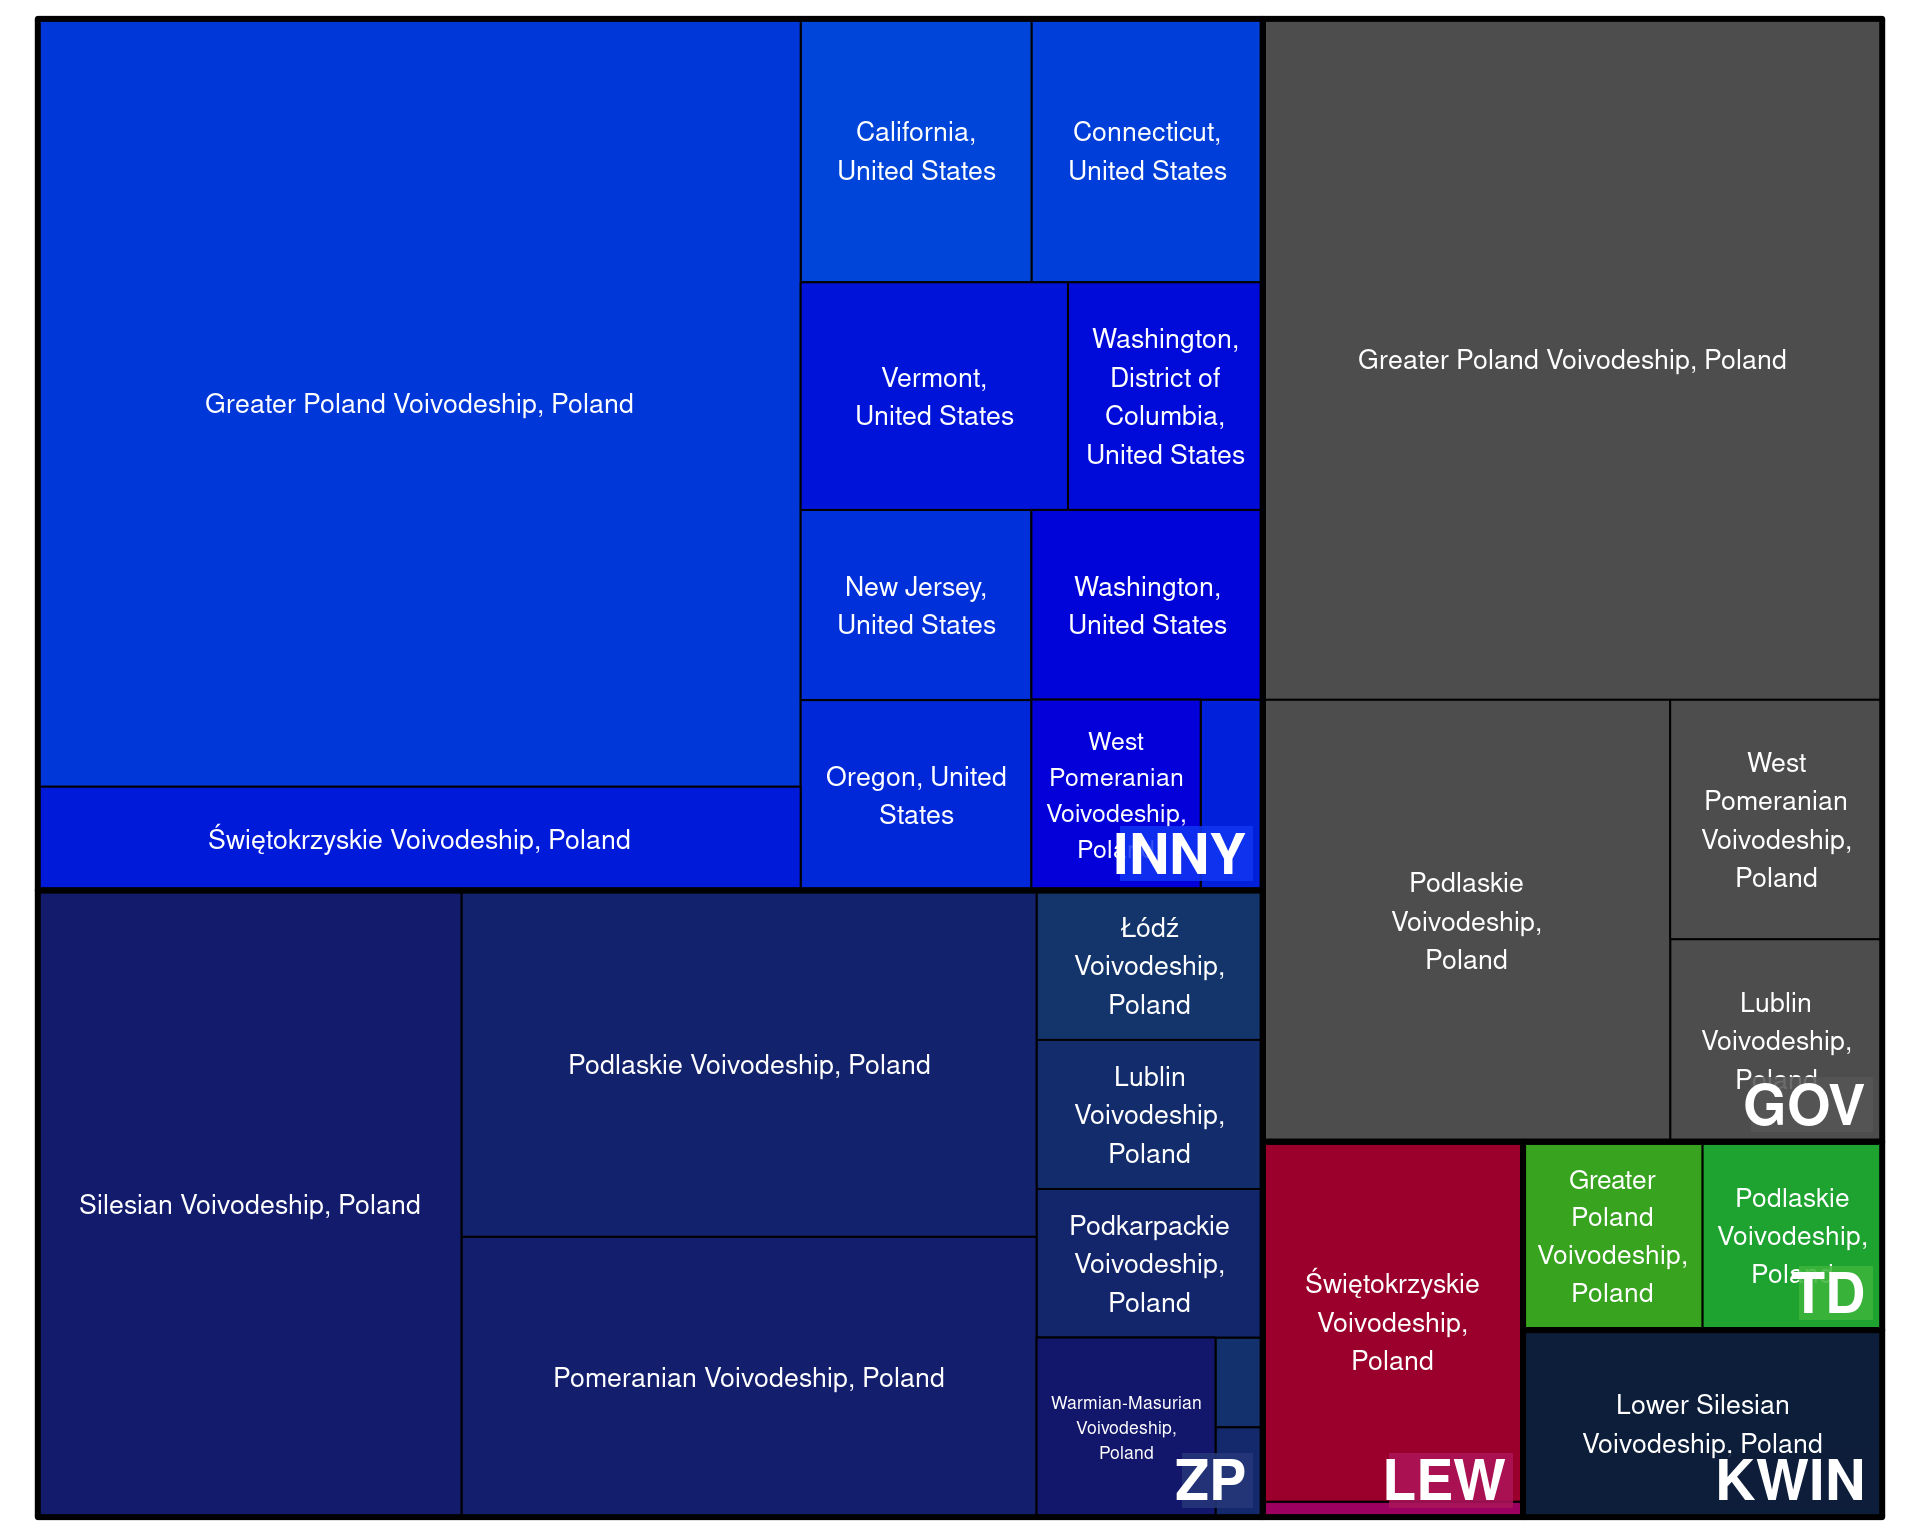 Greater Poland Voivodeship, Poland
Świętokrzyskie Voivodeship, Poland
California,
United States
Connecticut,
United States
Vermont,
United States
Washington,
District of
Columbia,
United States
New Jersey,
United States
Washington,
United States
Oregon, United
States
West
Pomeranian
Voivodeship,
Poland
INNY
Greater Poland Voivodeship, Poland
Podlaskie
Voivodeship,
Poland
West
Pomeranian
Voivodeship,
Poland
Lublin
Voivodeship,
Poland
GOV
Silesian Voivodeship, Poland
Podlaskie Voivodeship, Poland
Pomeranian Voivodeship, Poland
Łódź
Voivodeship,
Poland
Lublin
Voivodeship,
Poland
Podkarpackie
Voivodeship,
Poland
Warmian-Masurian
Voivodeship,
Poland
ZP
Świętokrzyskie
Voivodeship,
Poland
LEW
Greater
Poland
Voivodeship,
Poland
Podlaskie
Voivodeship,
Poland
TD
Lower Silesian
Voivodeship, Poland
KWIN